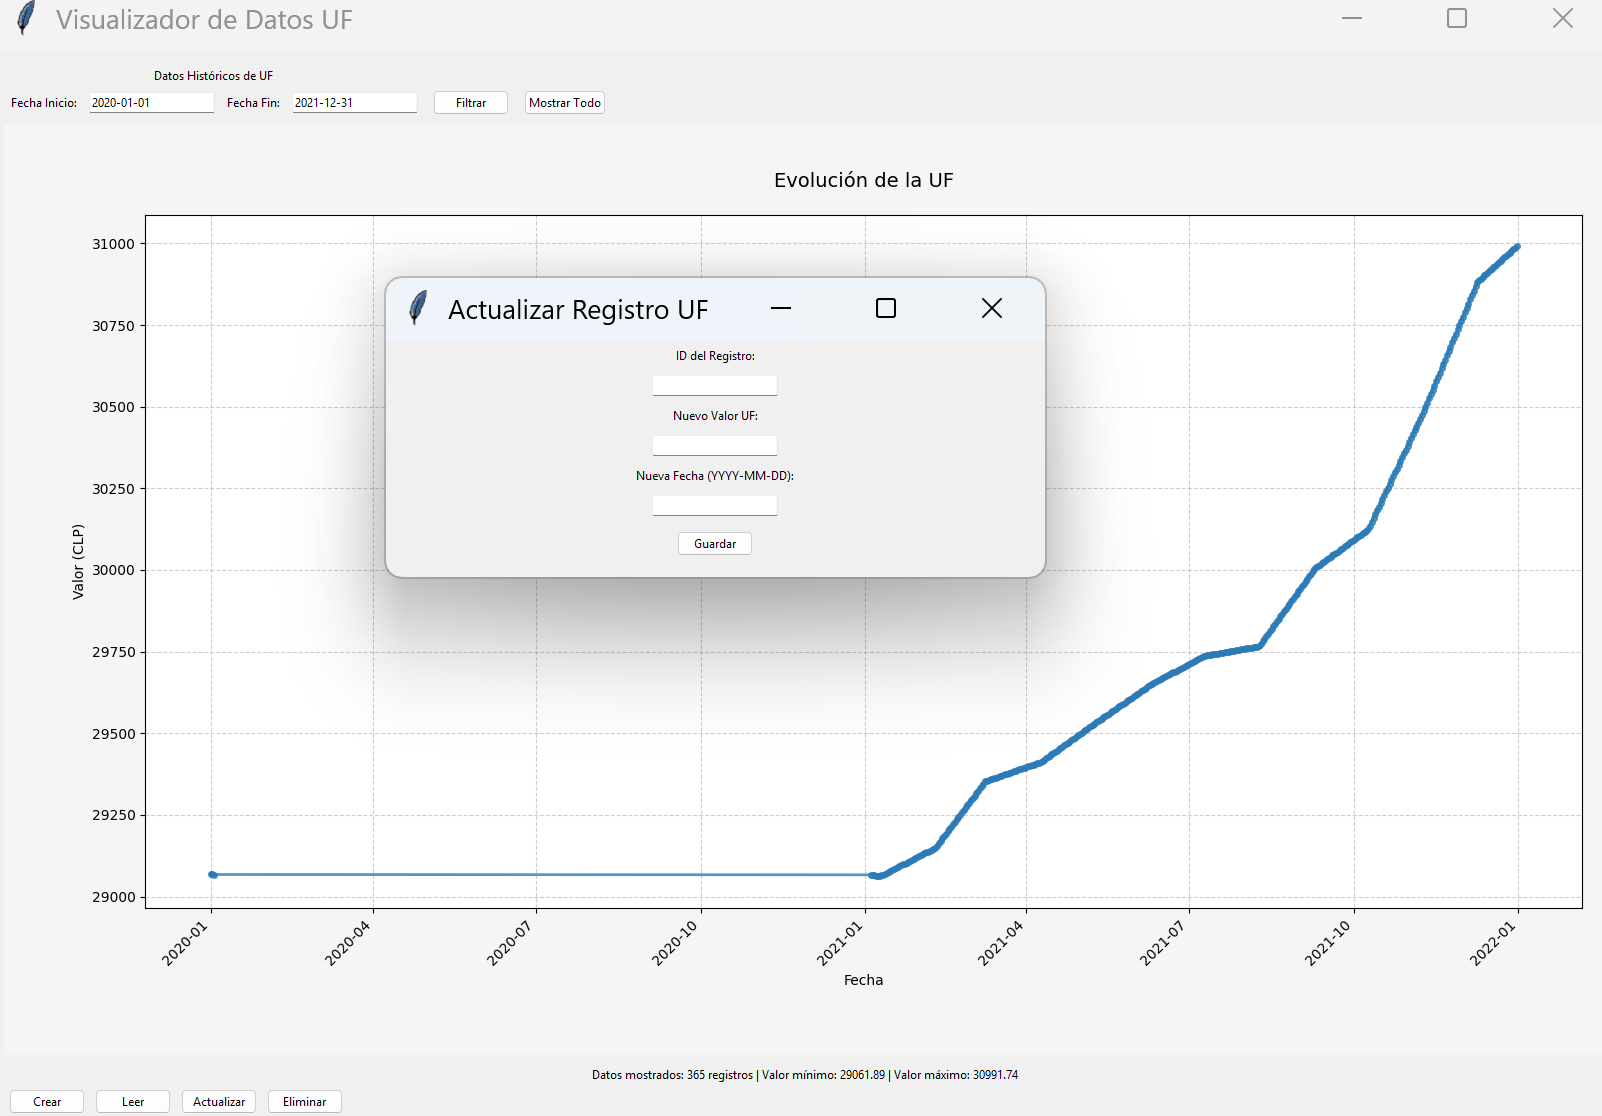 Visualizador de Datos UF
Datos Históricos de UF
Fecha Inicio: 2020-01-01 Fecha Fin: 2021-12-31 Filtrar Mostrar Todo
Evolución de la UF
31000
30750
30500
30250
30000
29750
29500
29250
29000
Valor (CLP)
Actualizar Registro UF
ID del Registro:
Nuevo Valor UF:
Nueva Fecha (YYYY-MM-DD):
Guardar
2020-01 2020-04 2020-07 2020-10 2021-01 2021-04 2021-07 2021-10 2022-01
Fecha
Datos mostrados: 365 registros | Valor mínimo: 29061.89 | Valor máximo: 30991.74
Crear Leer Actualizar Eliminar